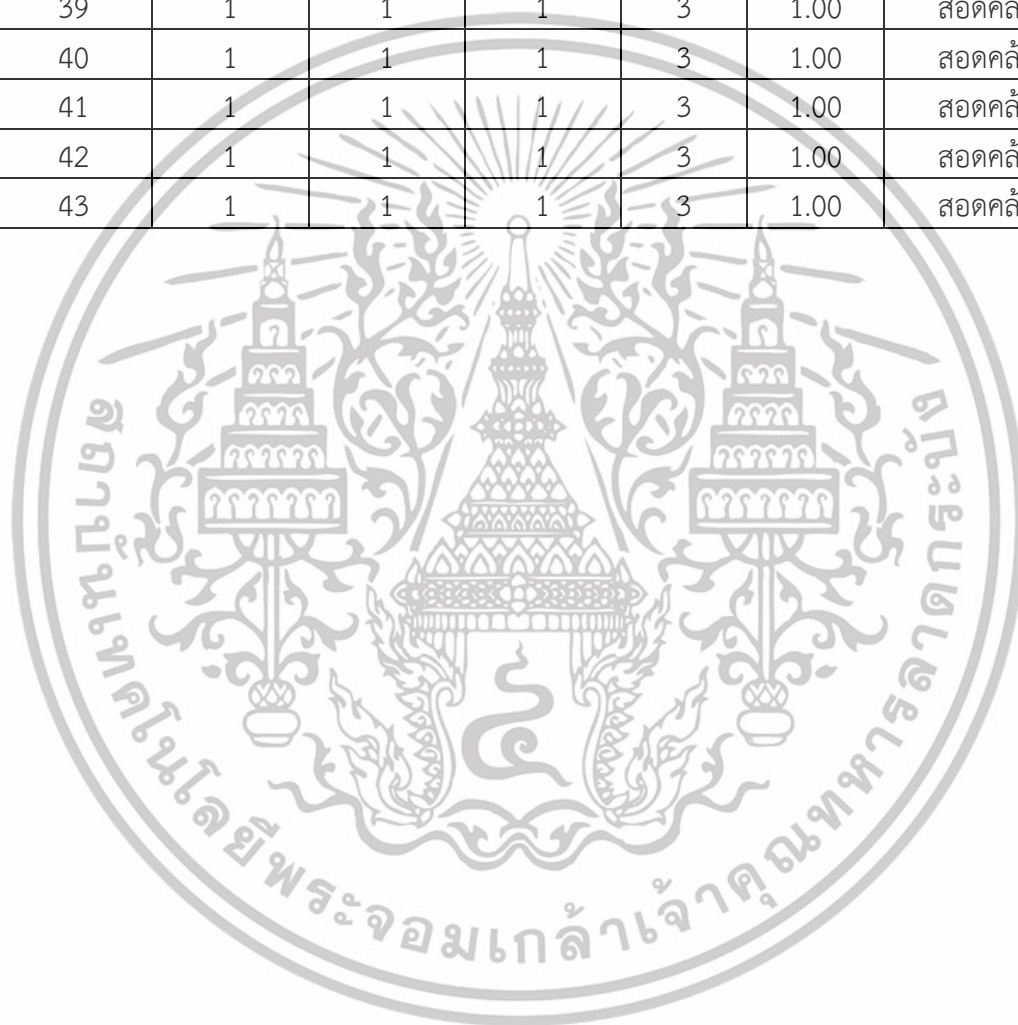 39 1 1 1 3 1.00 สอดคล้
40 1 1 1 3 1.00 สอดคล้
41 1 1 1 3 1.00 สอดคล้
42 1 1 1 3 1.00 สอดคล้
43 1 1 1 3 1.00 สอดคล้
สถาบันเทคโนโลยีพระจอมเกล้าเจ้าคุณทหารลาดกระบัง
๔